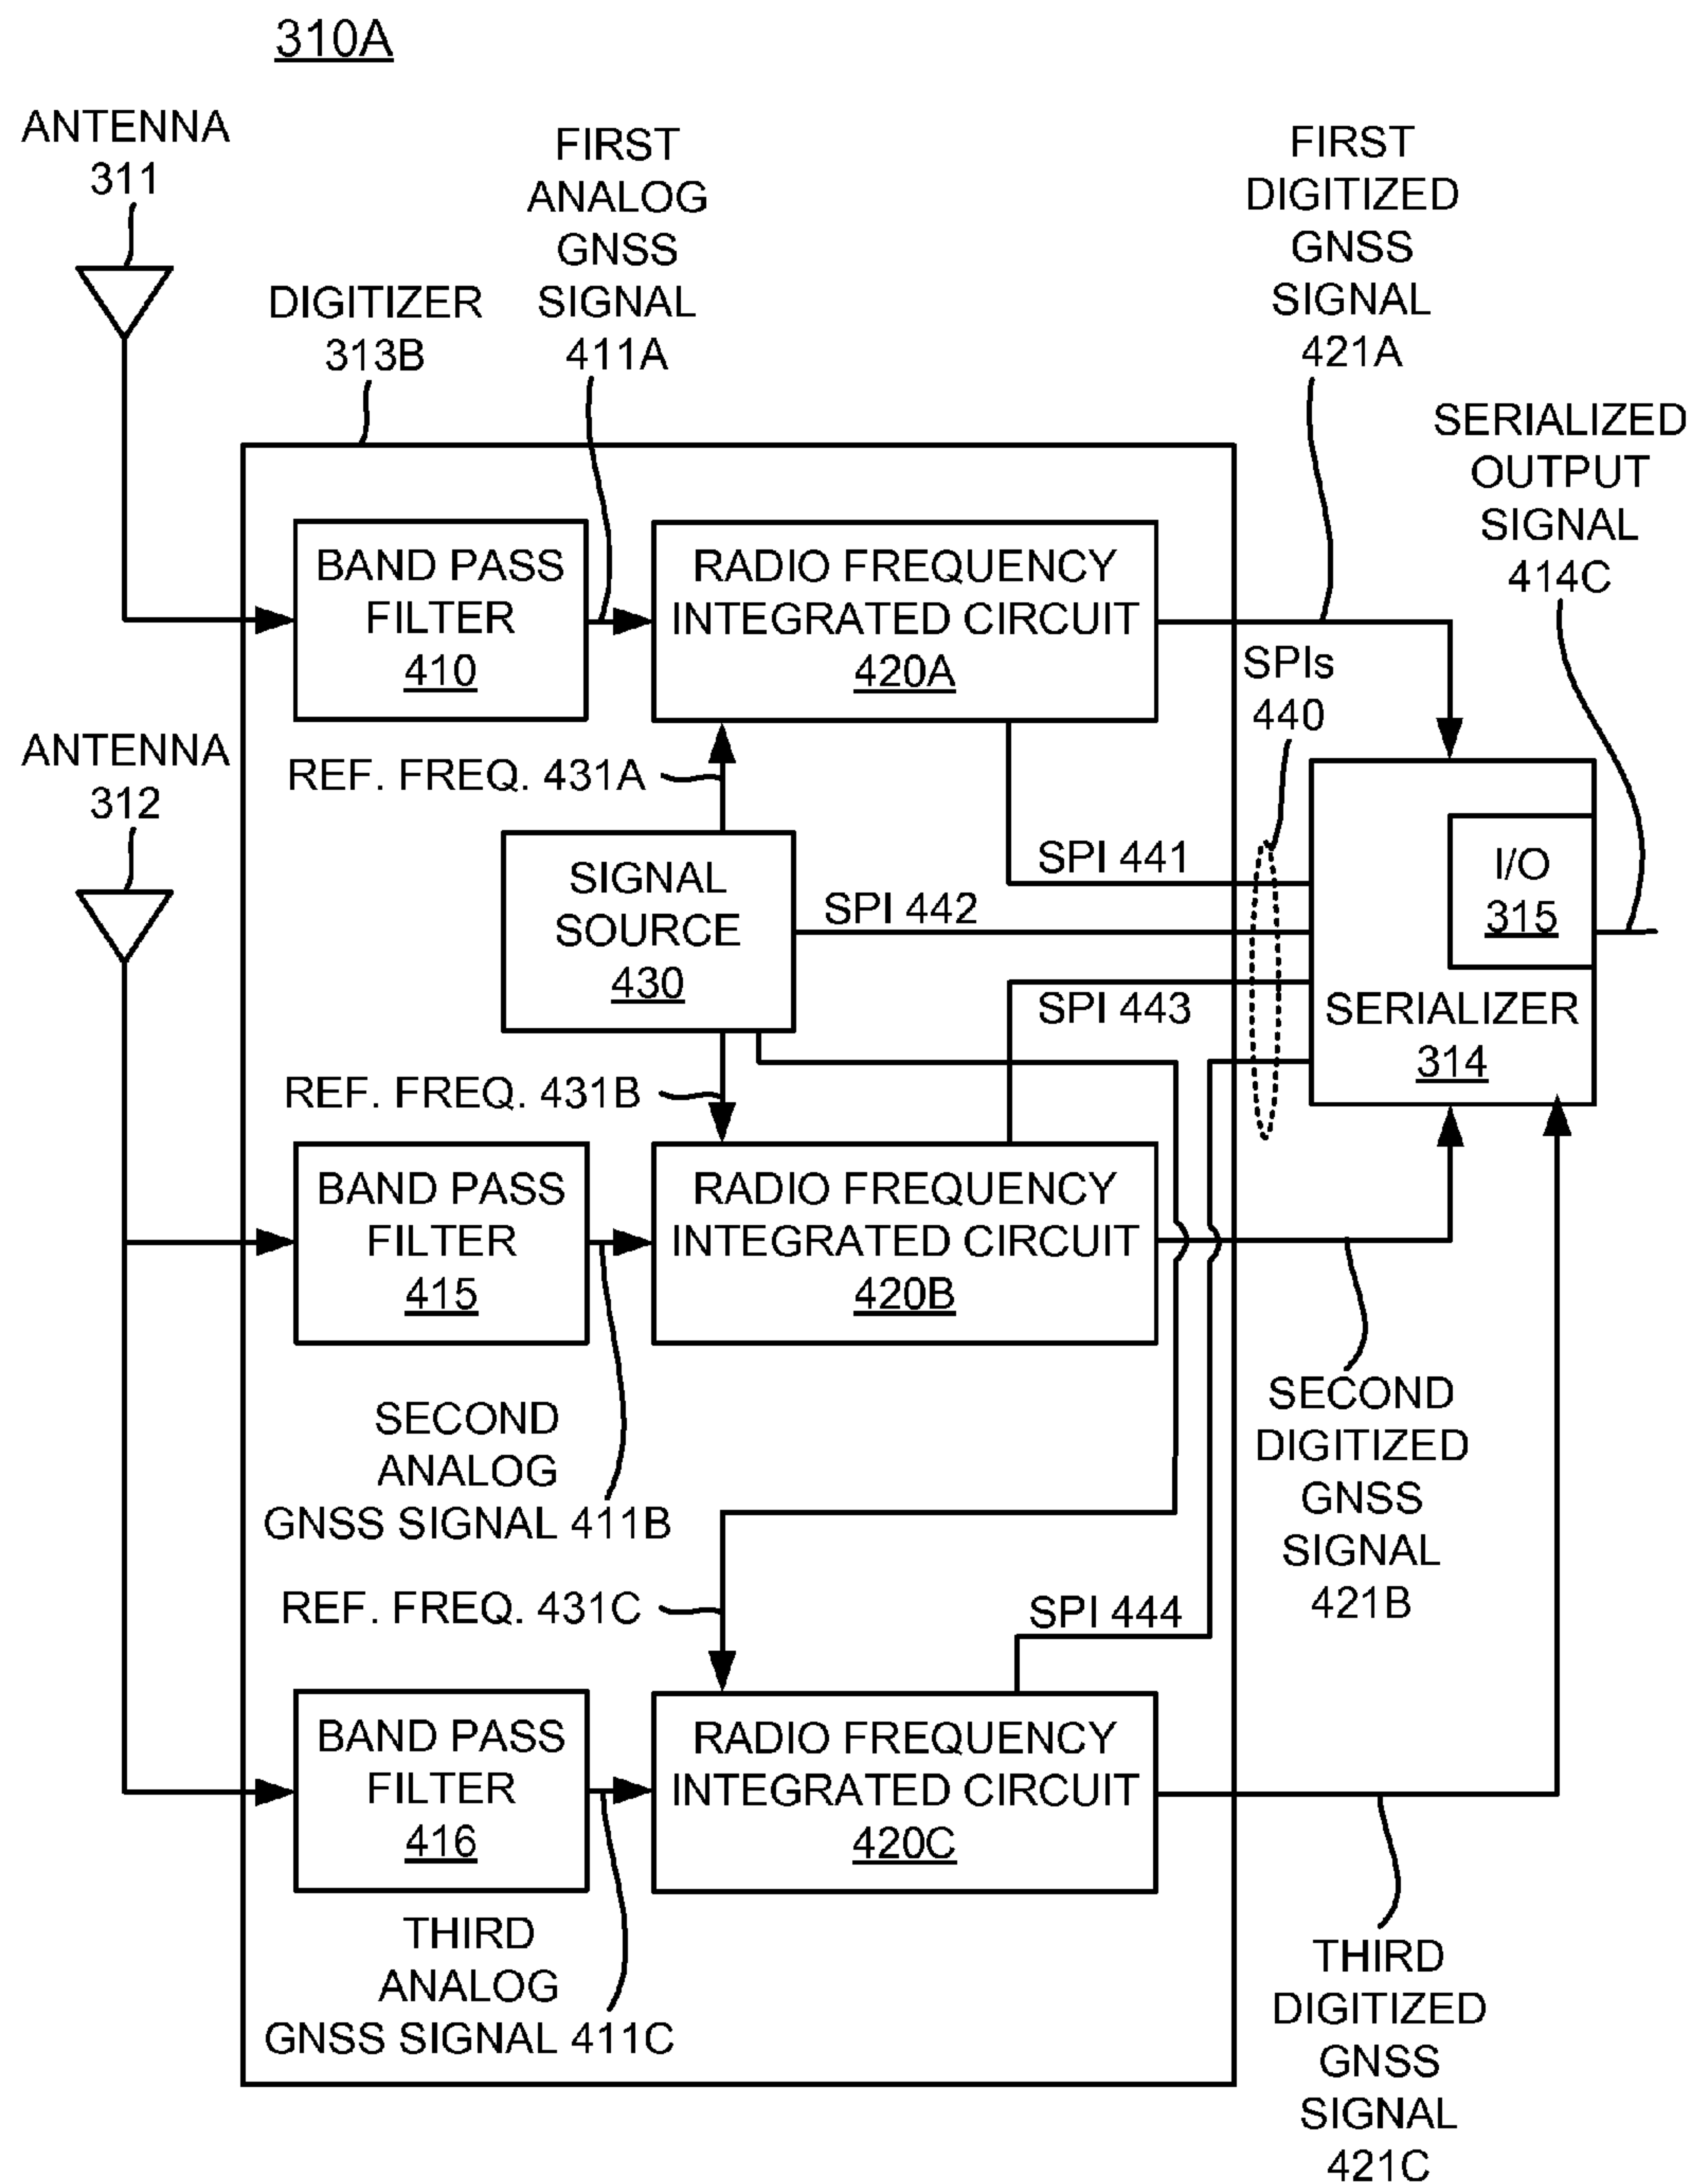 310A
ANTENNA
311
FIRST
ANALOG
GNSS
SIGNAL
411A
FIRST
DIGITIZED
GNSS
SIGNAL
421A
DIGITIZER
313B
SERIALIZED
OUTPUT
SIGNAL
414C
BAND PASS
FILTER
410
RADIO FREQUENCY
INTEGRATED CIRCUIT
420A
SPIs
440
ANTENNA
312
REF. FREQ. 431A
SIGNAL
SOURCE
430
SPI 441
SPI 442
SPI 443
I/O
315
SERIALIZER
314
REF. FREQ. 431B
BAND PASS
FILTER
415
RADIO FREQUENCY
INTEGRATED CIRCUIT
420B
SECOND
ANALOG
GNSS SIGNAL 411B
SECOND
DIGITIZED
GNSS
SIGNAL
421B
REF. FREQ. 431C
SPI 444
BAND PASS
FILTER
416
RADIO FREQUENCY
INTEGRATED CIRCUIT
420C
THIRD
ANALOG
GNSS SIGNAL 411C
THIRD
DIGITIZED
GNSS
SIGNAL
421C